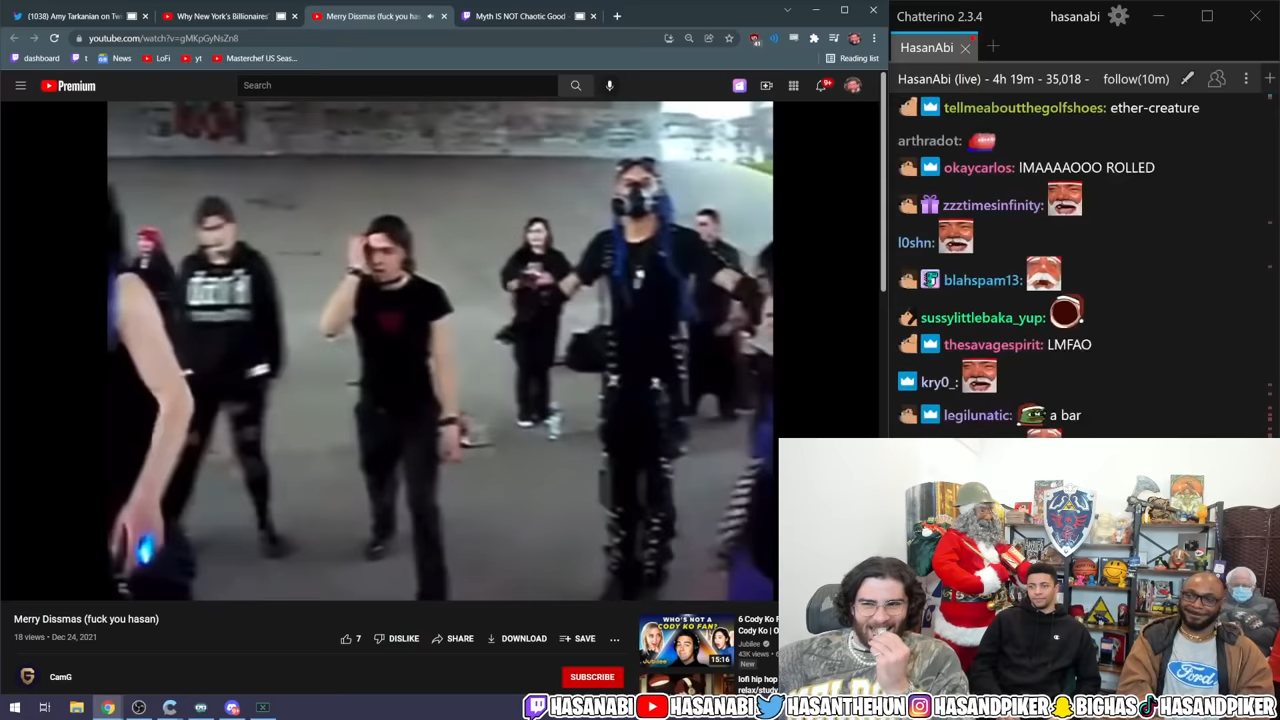 (1038) Amy Tarkanian on Tw
Why New York's Billionaires'
Merry Dissmas (fuck you has
Myth IS NOT Chaotic Good -
youtube.com/watch?v=gMKpGyNsZn8
41
dashboard
t
News
LoFi
yt
Masterchef US Seas...
Reading list
Premium
Search
9+
Merry Dissmas (fuck you hasan)
18 views • Dec 24, 2021
7
DISLIKE
SHARE
DOWNLOAD
SAVE
CamG
SUBSCRIBE
WHO'S NOT A
CODY KO FAN?
Jubilee
15:16
6 Cody Ko F
Cody Ko | O
Jubilee
43K views •
New
lofi hip hop
relax/study
Chatterino 2.3.4
hasanabi
HasanAbi
HasanAbi (live) - 4h 19m - 35,018 -
follow(10m)
tellmeaboutthegolfshoes: ether-creature
arthradot:
okaycarlos: IMAAAAOOO ROLLED
zzztimesinfinity:
l0shn:
blahspam13:
sussylittlebaka_yup:
thesavagespirit: LMFAO
kry0_:
legilunatic: a bar
Ford
HASANABI
HASANABI
HASANTHEHUN
HASANDPIKER
BIGHAS
HASANDPIKER